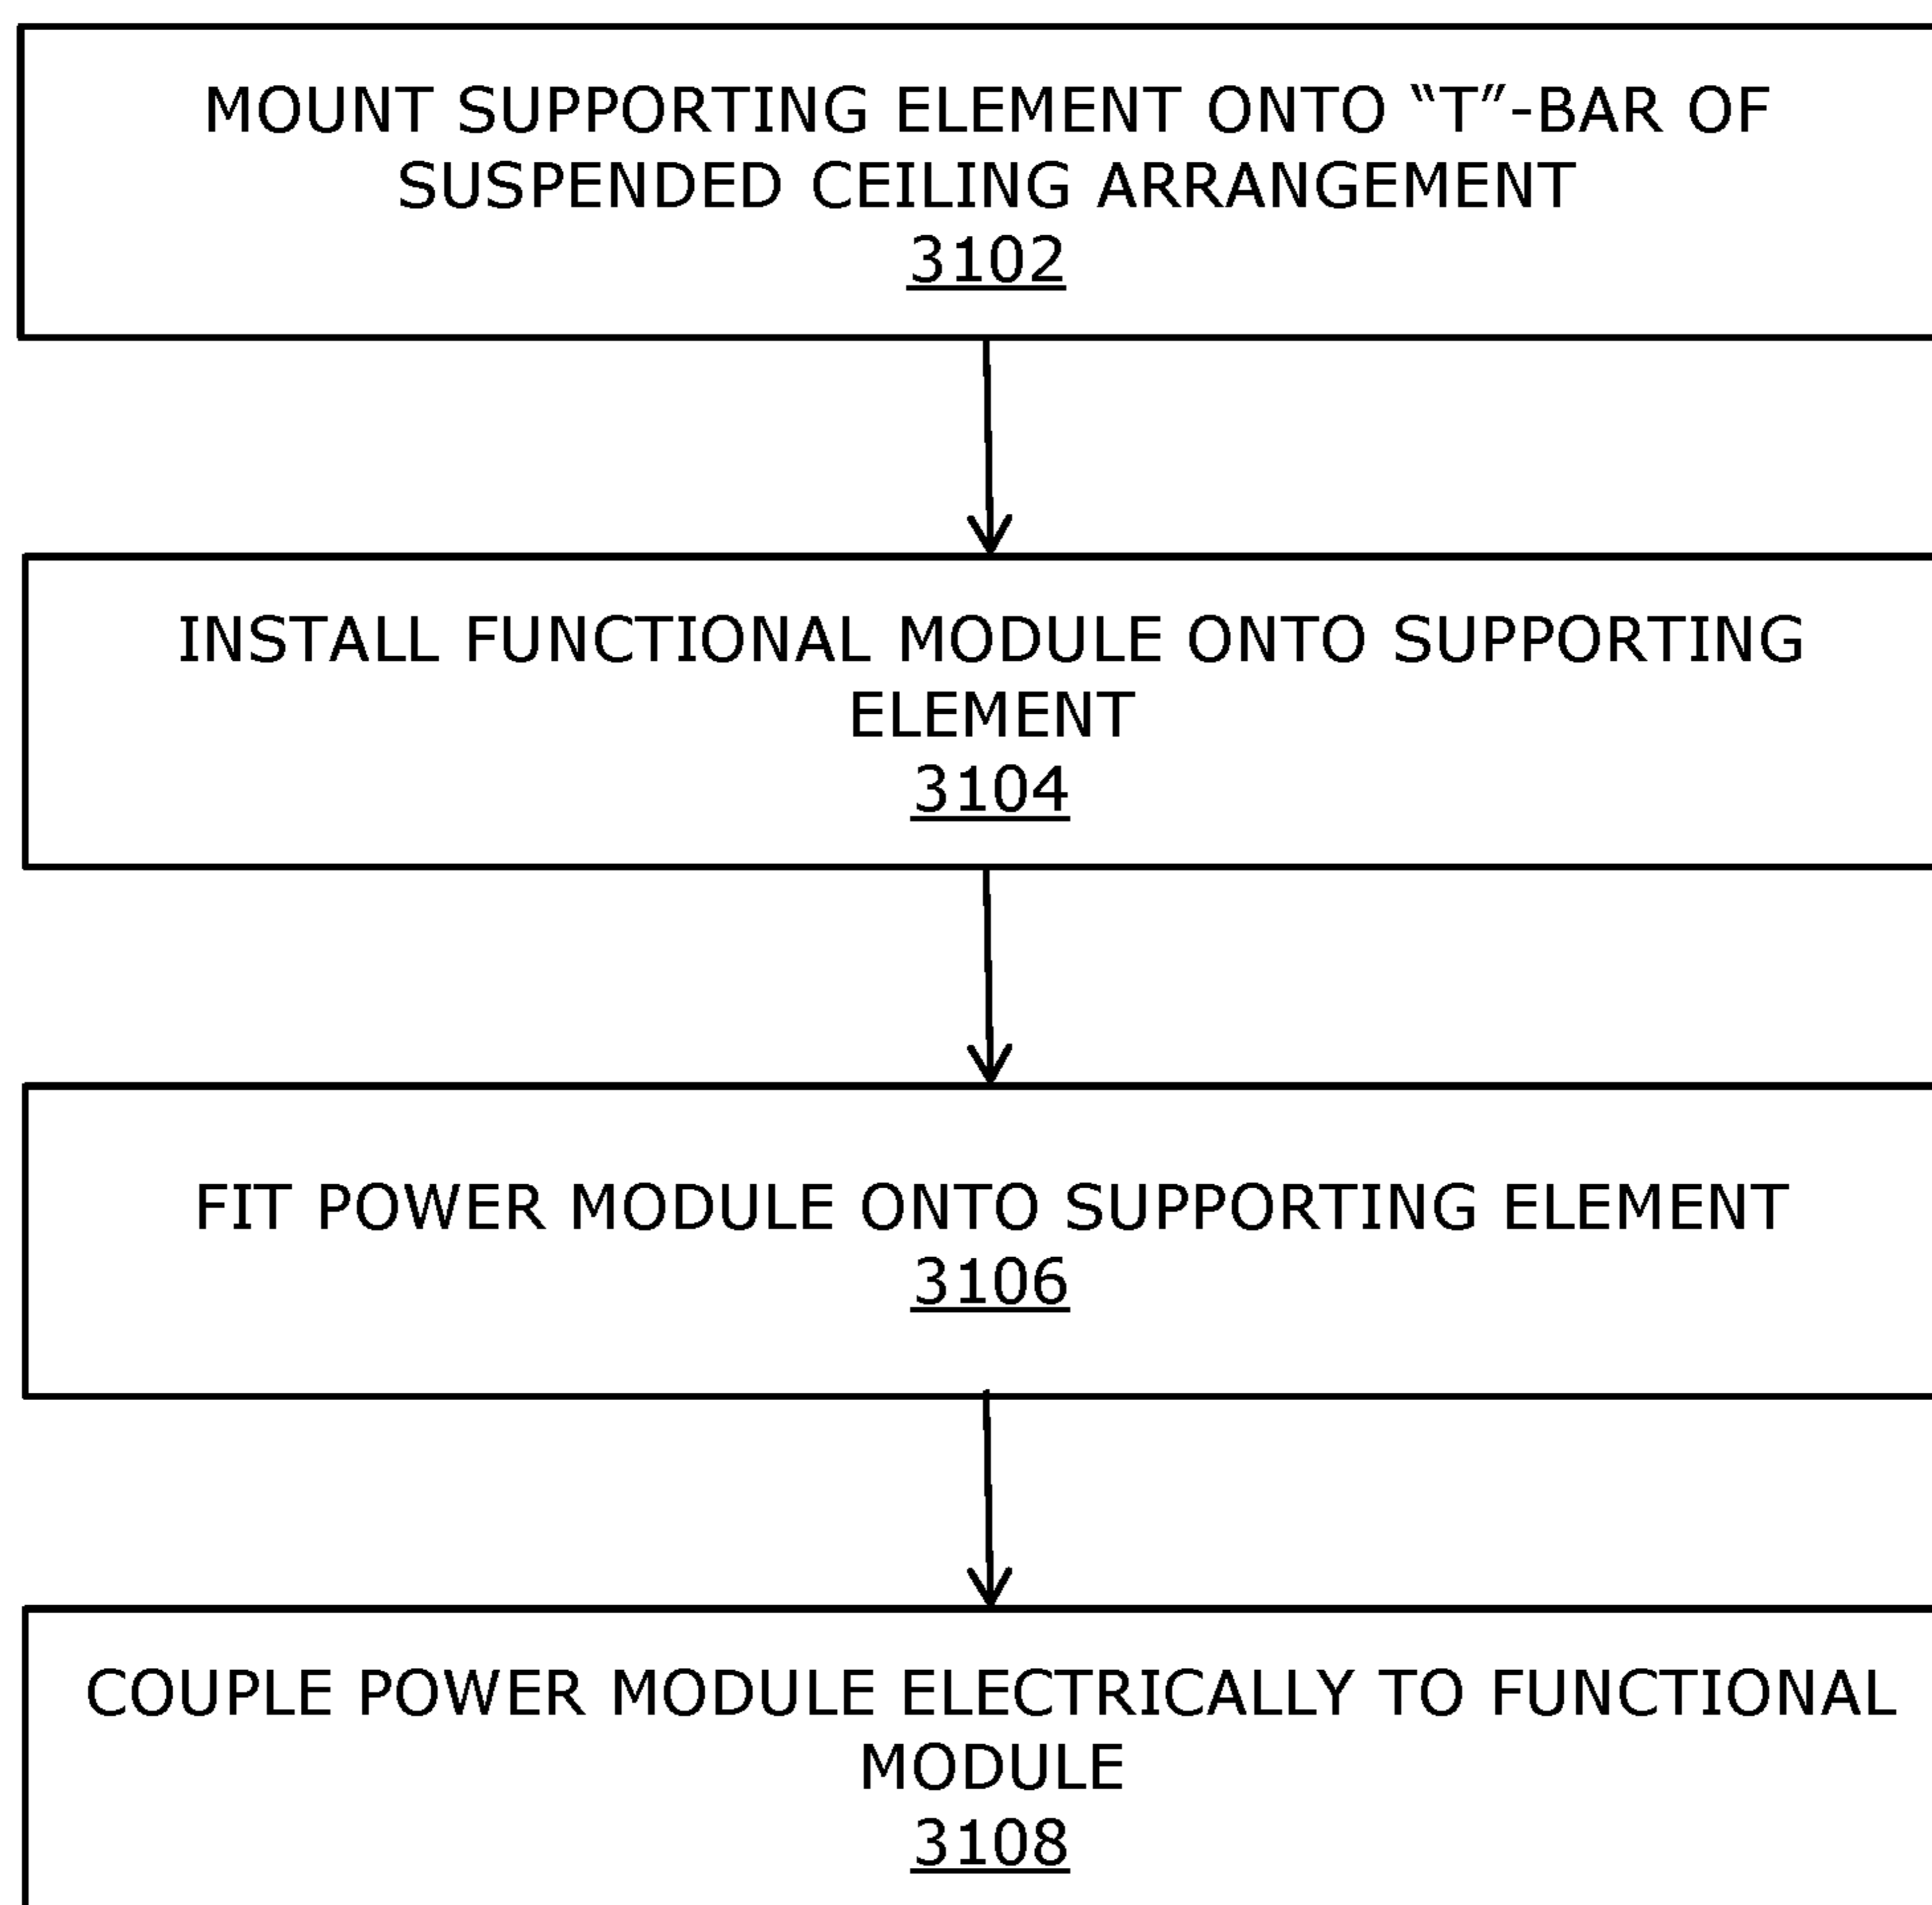 MOUNT SUPPORTING ELEMENT ONTO “T”-BAR OF
SUSPENDED CEILING ARRANGEMENT
3102
INSTALL FUNCTIONAL MODULE ONTO SUPPORTING
ELEMENT
3104
FIT POWER MODULE ONTO SUPPORTING ELEMENT
3106
COUPLE POWER MODULE ELECTRICALLY TO FUNCTIONAL
MODULE
3108